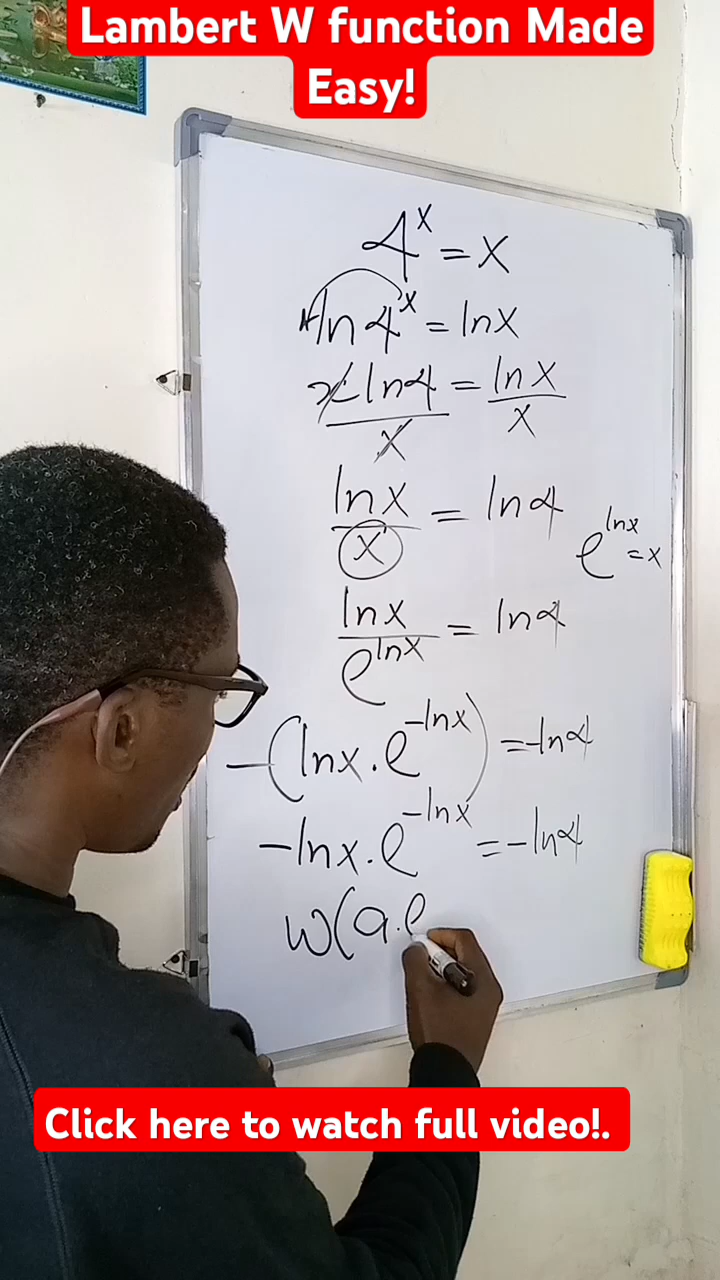 Lambert W function Made
Easy!
4^x = x
ln4^x = lnx
xln4/x = lnx/x
lnx/x = ln4
e^lnx = x
lnx/e^lnx = ln4
-(lnx.e^-lnx) = -ln4
-lnx.e^-lnx = -ln4
w(a.e
Click here to watch full video!.